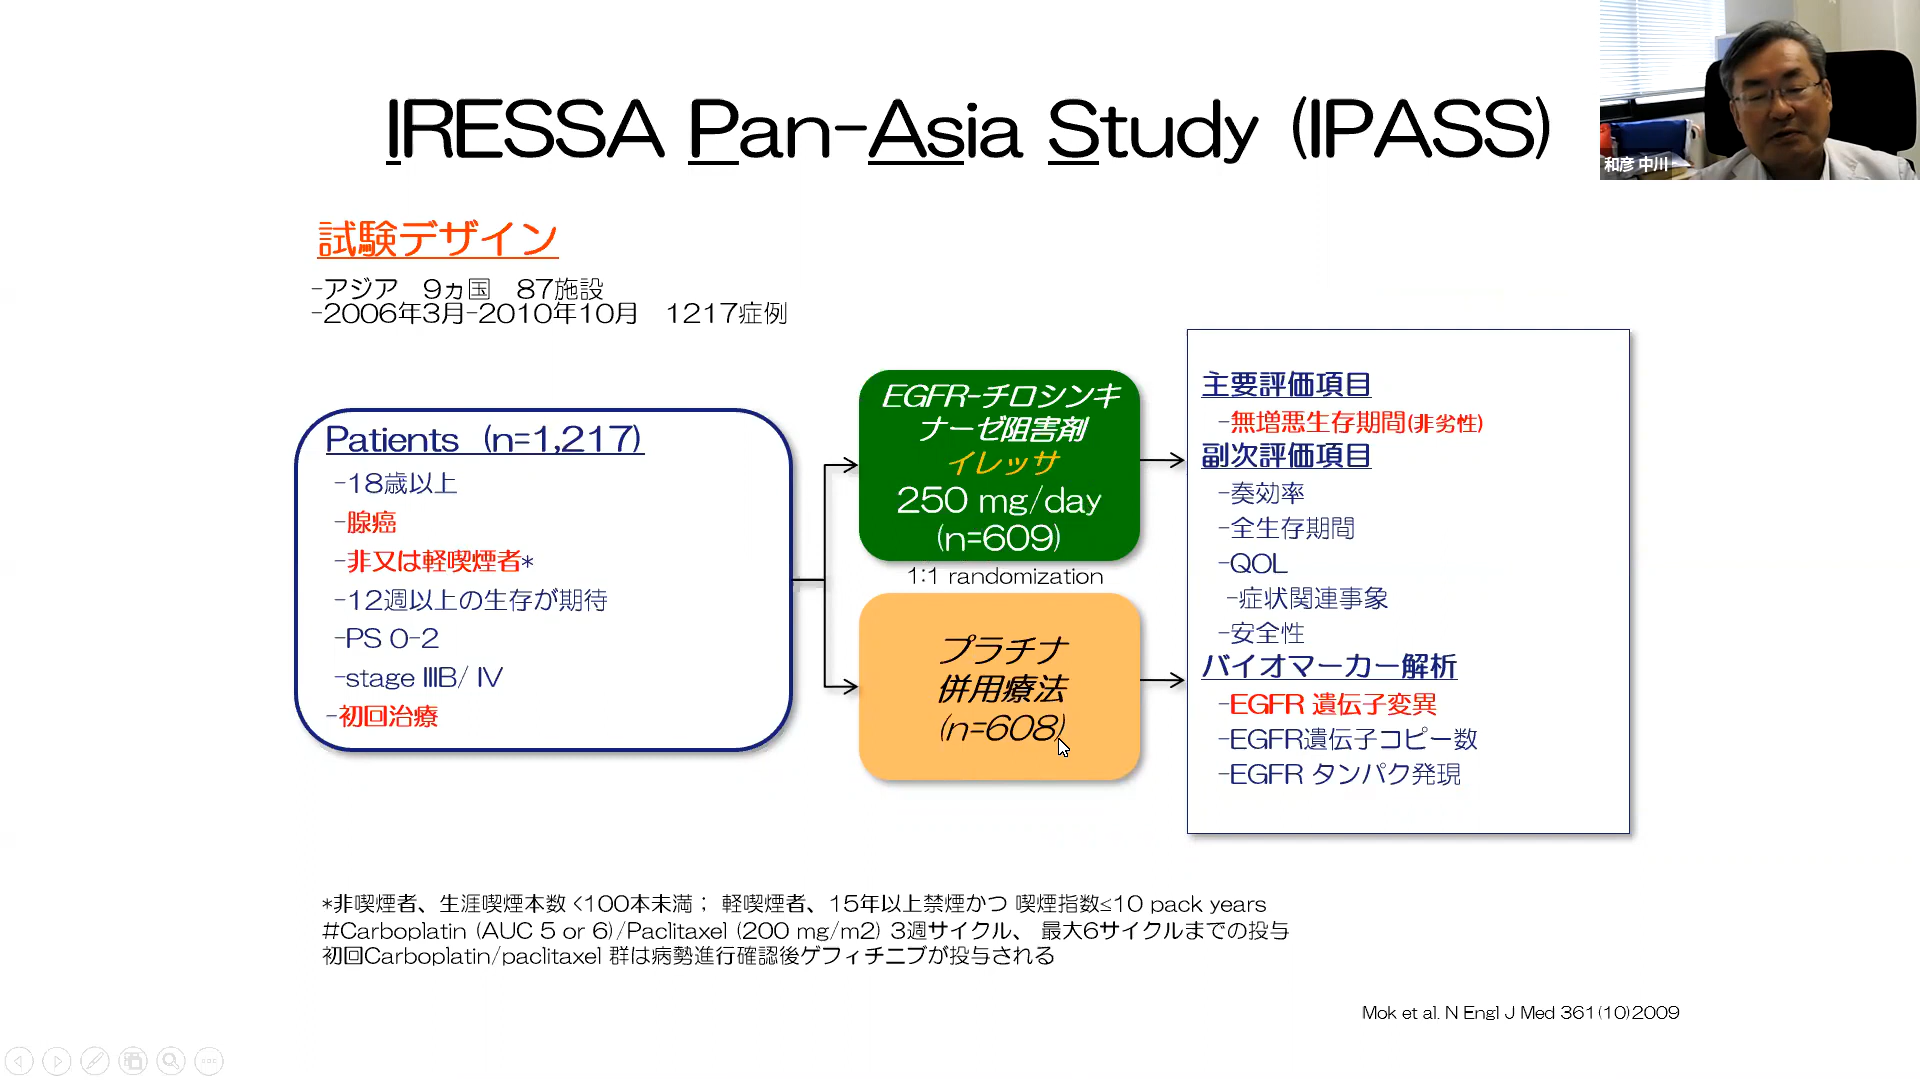 IRESSA Pan-Asia Study (IPASS)
和彦 中川
試験デザイン
-アジア　9ヵ国　87施設
-2006年3月-2010年10月　1217症例
Patients (n=1,217)
-18歳以上
-腺癌
-非又は軽喫煙者*
-12週以上の生存が期待
-PS 0-2
-stage ⅢB/ Ⅳ
-初回治療
EGFR-チロシンキ
ナーゼ阻害剤
イレッサ
250 mg/day
(n=609)
1:1 randomization
プラチナ
併用療法
(n=608)
主要評価項目
-無増悪生存期間(非劣性)
副次評価項目
-奏効率
-全生存期間
-QOL
-症状関連事象
-安全性
バイオマーカー解析
-EGFR 遺伝子変異
-EGFR遺伝子コピー数
-EGFR タンパク発現
*非喫煙者、生涯喫煙本数 <100本未満； 軽喫煙者、15年以上禁煙かつ 喫煙指数≤10 pack years
#Carboplatin (AUC 5 or 6)/Paclitaxel (200 mg/m2) 3週サイクル、 最大6サイクルまでの投与
初回Carboplatin/paclitaxel 群は病勢進行確認後ゲフィチニブが投与される
Mok et al. N Engl J Med 361(10)2009